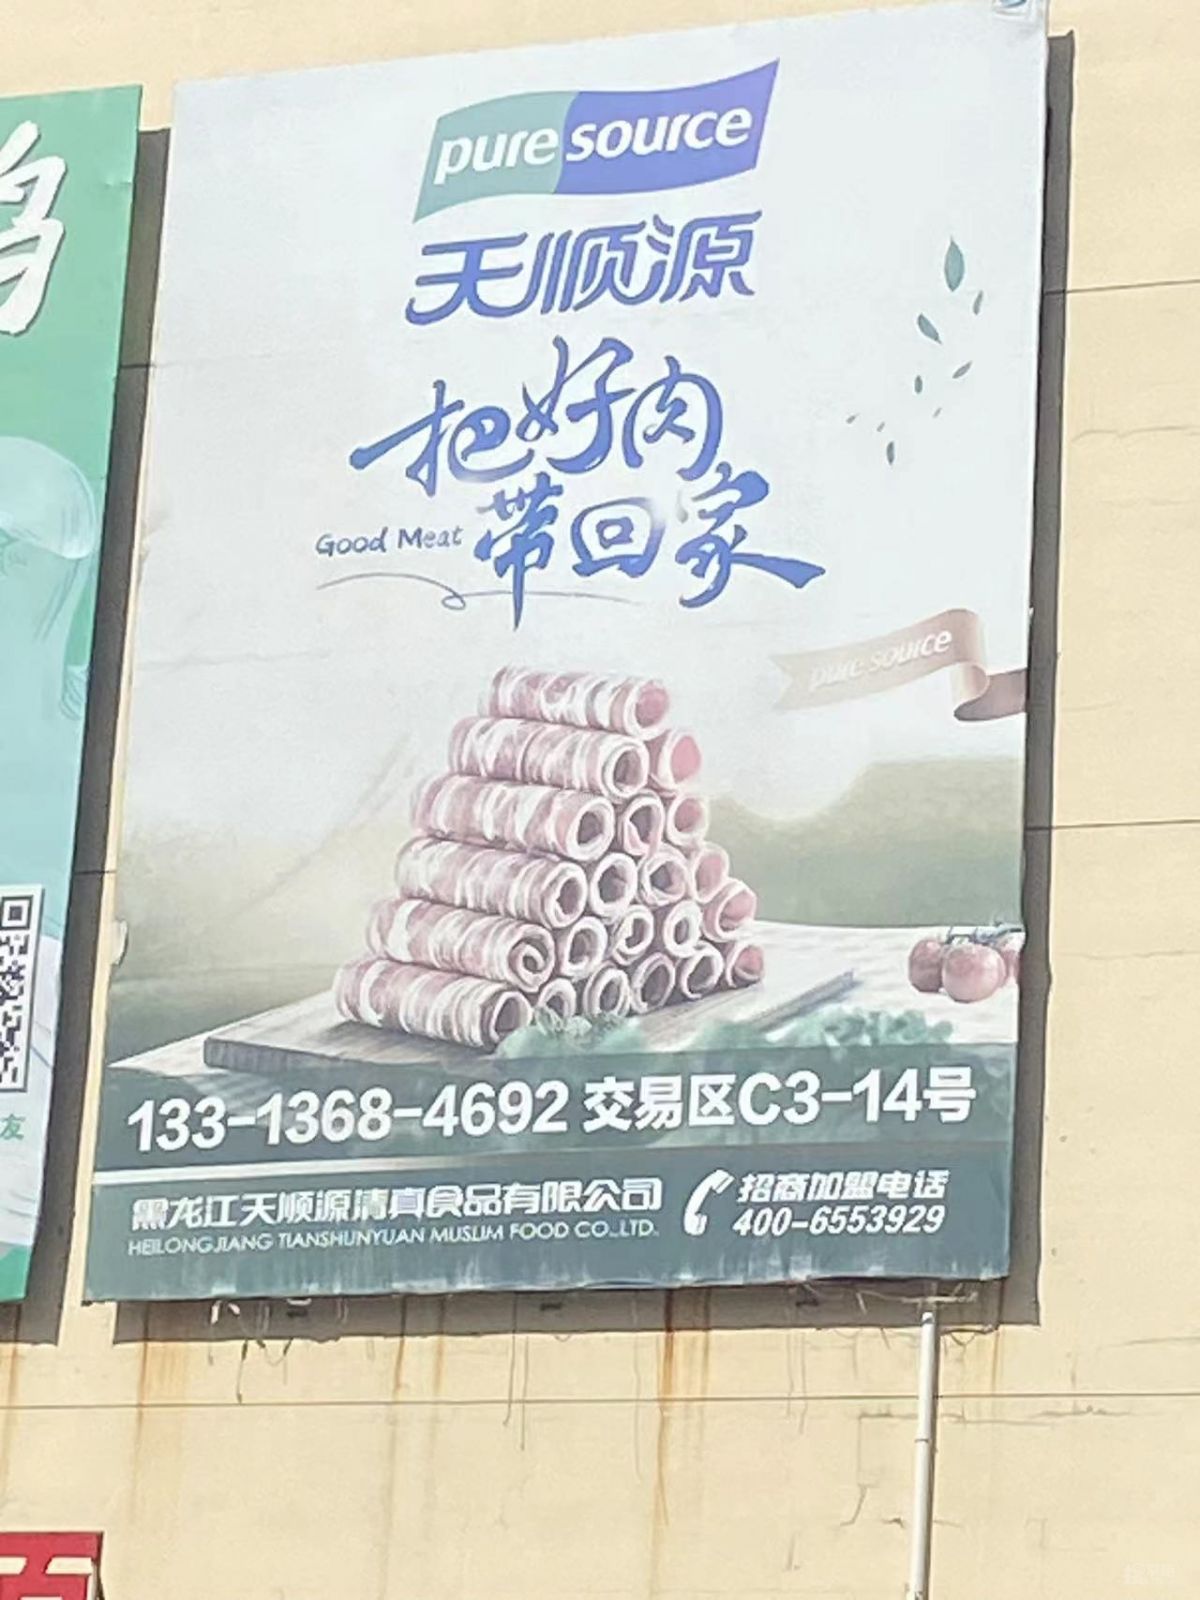 pure source
天顺源
把好肉
Good Meat 带回家
pure source
133-1368-4692 交易区C3-14号
黑龙江天顺源清真食品有限公司
HEILONGJIANG TIANSHUNYUAN MUSLIM FOOD CO.,LTD.
招商加盟电话
400-6553929
友